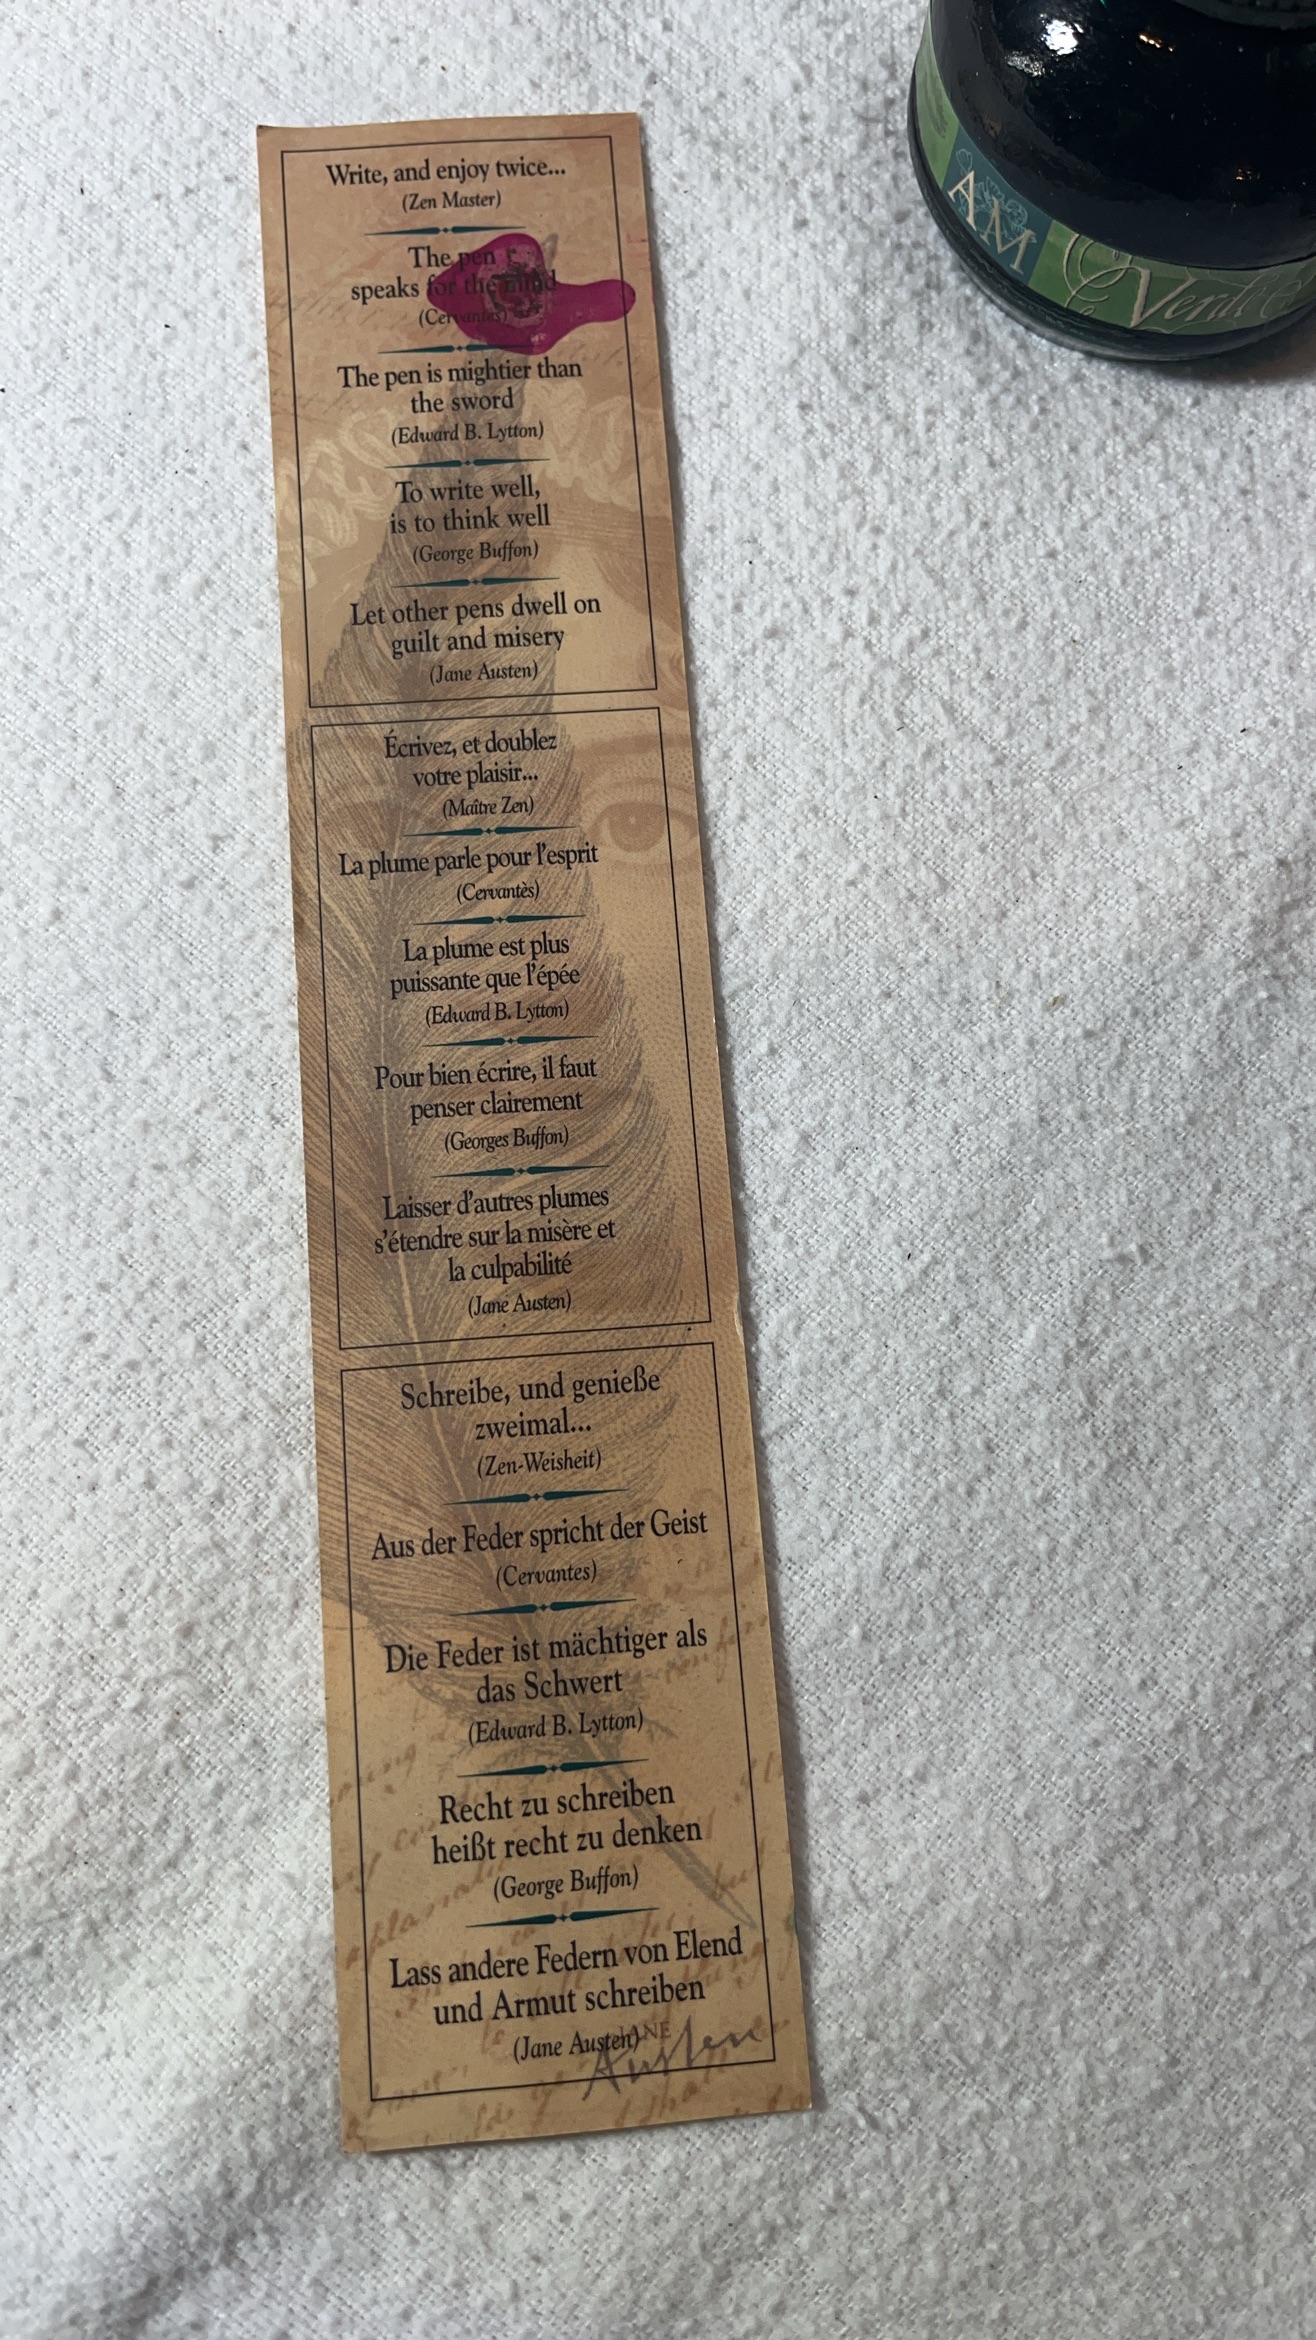 Write, and enjoy twice...
(Zen Master)
The pen
speaks for the mind
(Cervantes)
The pen is mightier than
the sword
(Edward B. Lytton)
To write well,
is to think well
(George Buffon)
Let other pens dwell on
guilt and misery
(Jane Austen)
Écrivez, et doublez
votre plaisir...
(Maître Zen)
La plume parle pour l'esprit
(Cervantès)
La plume est plus
puissante que l'épée
(Edward B. Lytton)
Pour bien écrire, il faut
penser clairement
(Georges Buffon)
Laisser d'autres plumes
s'étendre sur la misère et
la culpabilité
(Jane Austen)
Schreibe, und genieße
zweimal...
(Zen-Weisheit)
Aus der Feder spricht der Geist
(Cervantes)
Die Feder ist mächtiger als
das Schwert
(Edward B. Lytton)
Recht zu schreiben
heißt recht zu denken
(George Buffon)
Lass andere Federn von Elend
und Armut schreiben
(Jane Austen)
JANE
Austen
AM